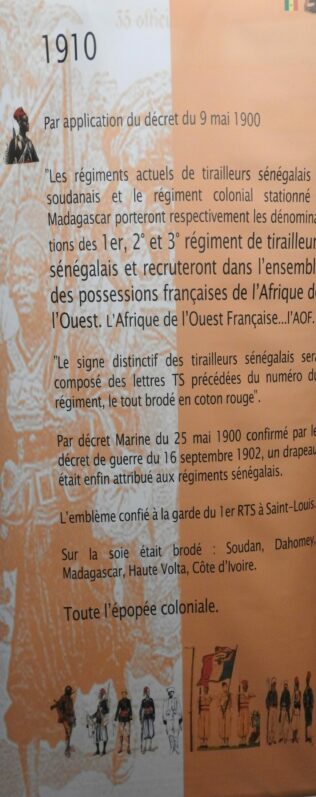 35 offici
1910
Par application du décret du 9 mai 1900
"Les régiments actuels de tirailleurs sénégalais
soudanais et le régiment colonial stationné
Madagascar porteront respectivement les dénomina-
tions des 1er, 2° et 3° régiment de tirailleur
sénégalais et recruteront dans l'ensembl
des possessions françaises de l'Afrique de
l'Ouest. L'Afrique de l'Ouest Française...l'AOF.
"Le signe distinctif des tirailleurs sénégalais sera
composé des lettres TS précédées du numéro du
régiment, le tout brodé en coton rouge".
Par décret Marine du 25 mai 1900 confirmé par le
décret de guerre du 16 septembre 1902, un drapeau
était enfin attribué aux régiments sénégalais.
L'emblème confié à la garde du 1er RTS à Saint-Louis.
Sur la soie était brodé : Soudan, Dahomey,
Madagascar, Haute Volta, Côte d'Ivoire.
Toute l'épopée coloniale.